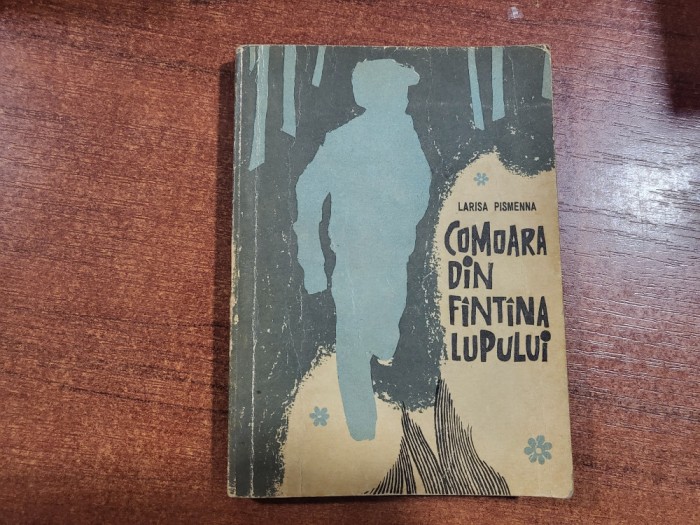 LARISA PISMENNA
COMOARA
DIN
FÎNTÎNA
LUPULUI